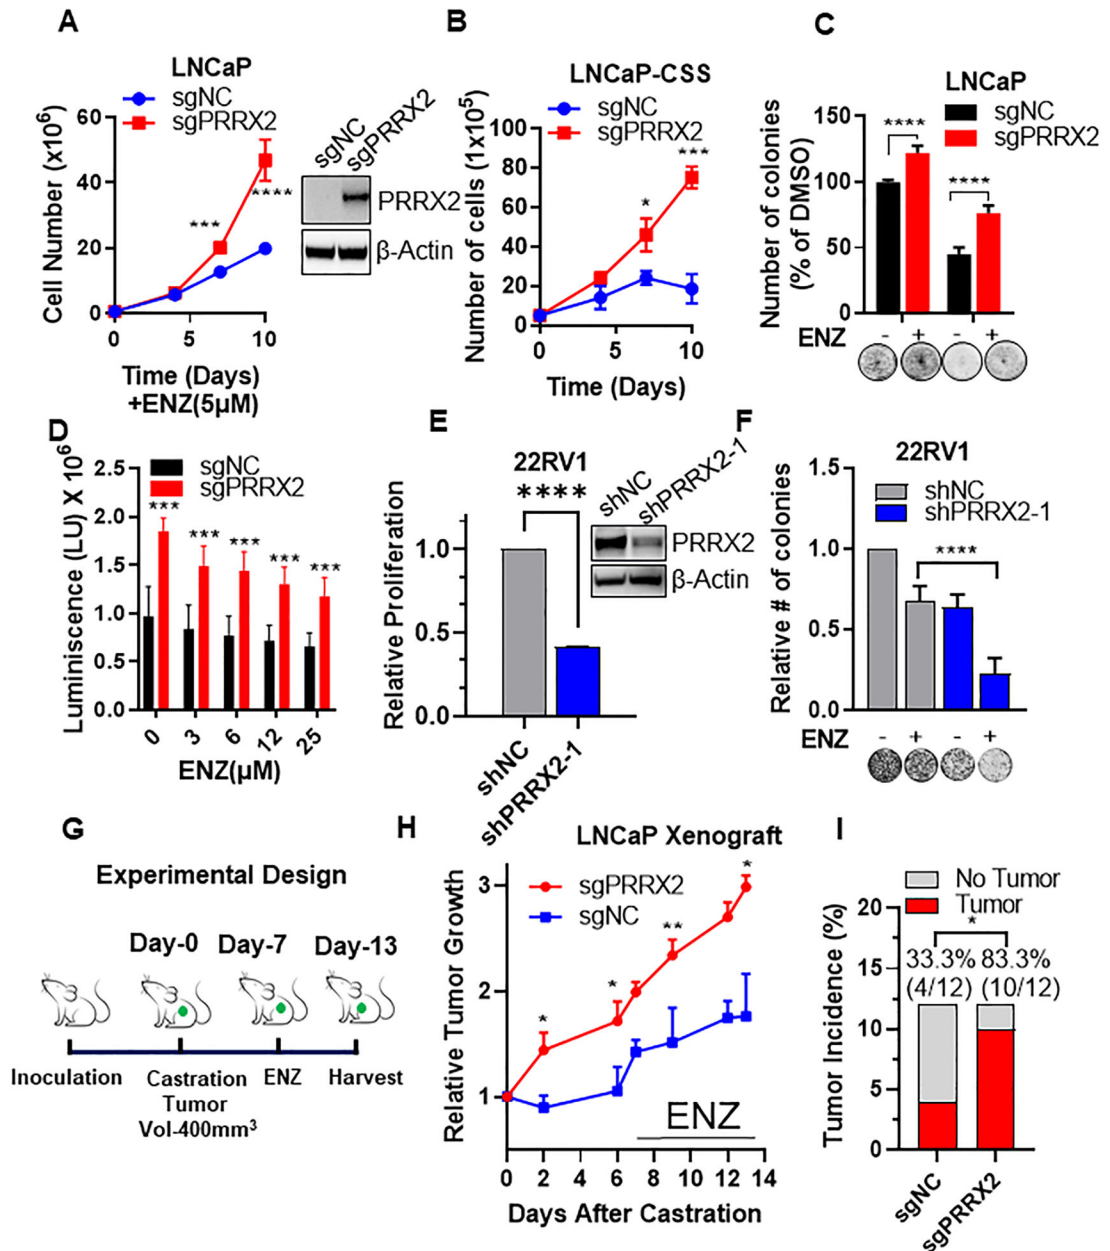 A
LNCaP
sgNC
sgPRRX2
Cell Number (x10⁶)
60
40
20
0
0
5
10
***
****
Time (Days)
+ENZ(5µM)
sgNC
sgPRRX2
PRRX2
β-Actin
B
LNCaP-CSS
sgNC
sgPRRX2
Number of cells (1x10⁵)
100
80
60
40
20
0
0
5
10
*
***
Time (Days)
C
LNCaP
sgNC
sgPRRX2
Number of colonies
(% of DMSO)
150
100
50
0
****
****
ENZ - + - +
D
sgNC
sgPRRX2
Luminiscence (LU) X 10⁶
2.5
2.0
1.5
1.0
0.5
0.0
*** *** *** *** ***
0 3 6 12 25
ENZ(µM)
E
22RV1
****
Relative Proliferation
1.0
0.5
0.0
shNC
shPRRX2-1
shNC
shPRRX2-1
PRRX2
β-Actin
F
22RV1
shNC
shPRRX2-1
Relative # of colonies
1.5
1.0
0.5
0.0
****
ENZ - + - +
G
Experimental Design
Day-0 Day-7 Day-13
Inoculation Castration ENZ Harvest
Tumor
Vol-400mm³
H
LNCaP Xenograft
sgPRRX2
sgNC
Relative Tumor Growth
3
2
1
* * ** *
ENZ
0 2 4 6 8 10 12 14
Days After Castration
I
No Tumor
Tumor
Tumor Incidence (%)
20
15
10
5
0
*
33.3% 83.3%
(4/12) (10/12)
sgNC
sgPRRX2